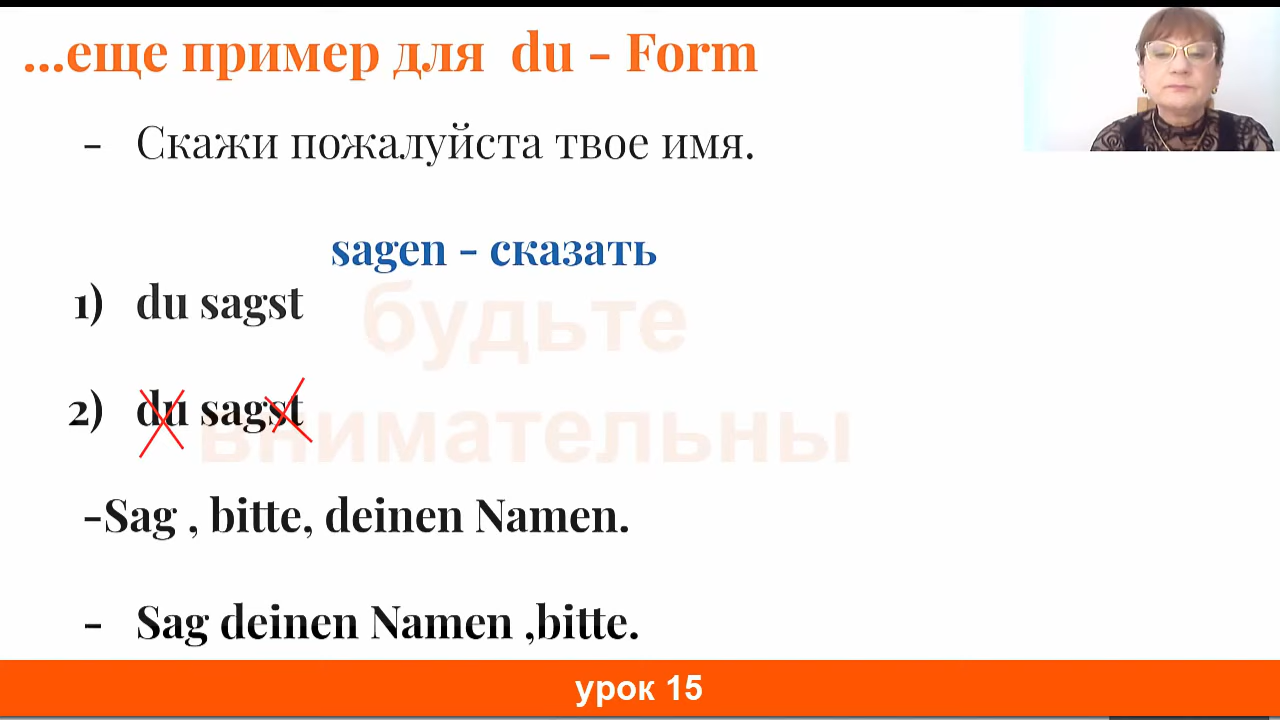 ...еще пример для du - Form
- Скажи пожалуйста твое имя.
sagen - сказать
1) du sagst
будьте
2) du sagst
внимательны
-Sag , bitte, deinen Namen.
- Sag deinen Namen ,bitte.
урок 15